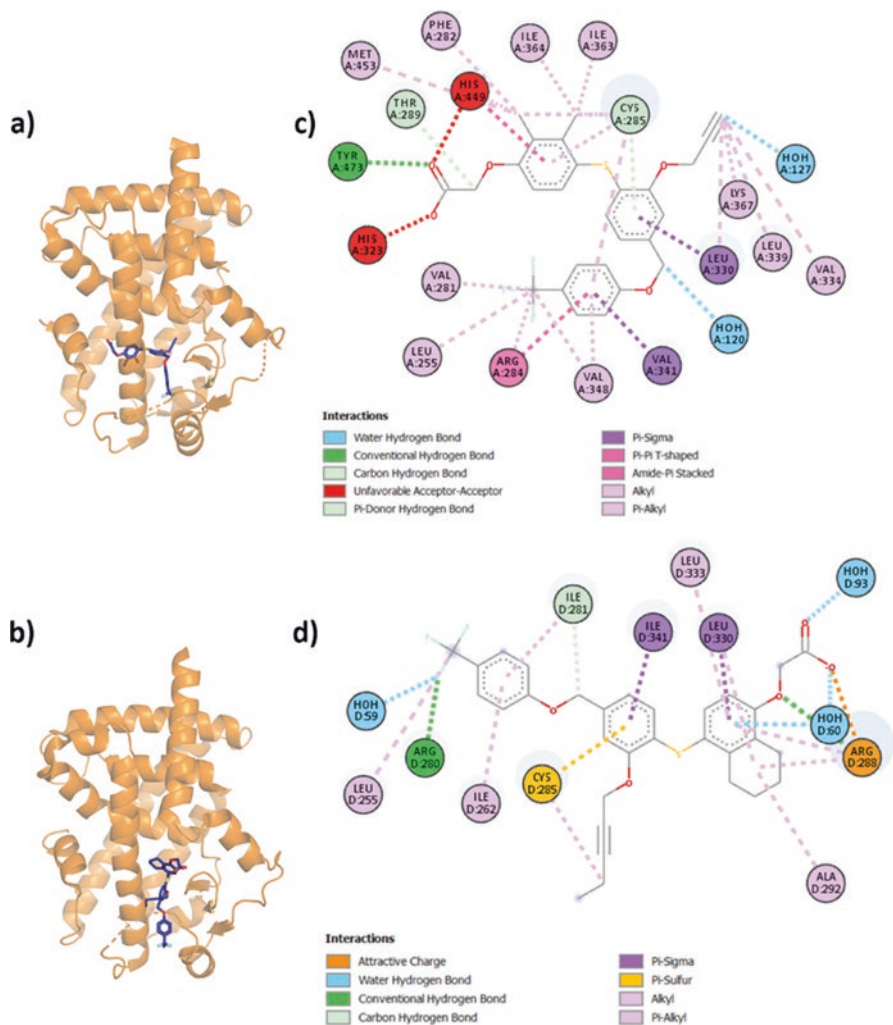 a)
c)
PHE
A:282
ILE
A:364
ILE
A:363
MET
A:453
HIS
A:449
THR
A:289
CYS
A:285
TYR
A:473
HOH
A:127
HIS
A:323
LYS
A:367
LEU
A:330
LEU
A:339
VAL
A:334
VAL
A:281
HOH
A:120
LEU
A:255
ARG
A:284
VAL
A:348
VAL
A:341
O
O
O
S
O
O
Interactions
Water Hydrogen Bond
Conventional Hydrogen Bond
Carbon Hydrogen Bond
Unfavorable Acceptor-Acceptor
Pi-Donor Hydrogen Bond
Pi-Sigma
Pi-Pi T-shaped
Amide-Pi Stacked
Alkyl
Pi-Alkyl
b)
d)
LEU
D:333
HOH
D:93
ILE
D:281
ILE
D:341
LEU
D:330
HOH
D:59
ARG
D:280
HOH
D:60
ARG
D:288
LEU
D:255
ILE
D:262
CYS
D:285
ALA
D:292
O
O
O
O
S
O
Interactions
Attractive Charge
Water Hydrogen Bond
Conventional Hydrogen Bond
Carbon Hydrogen Bond
Pi-Sigma
Pi-Sulfur
Alkyl
Pi-Alkyl